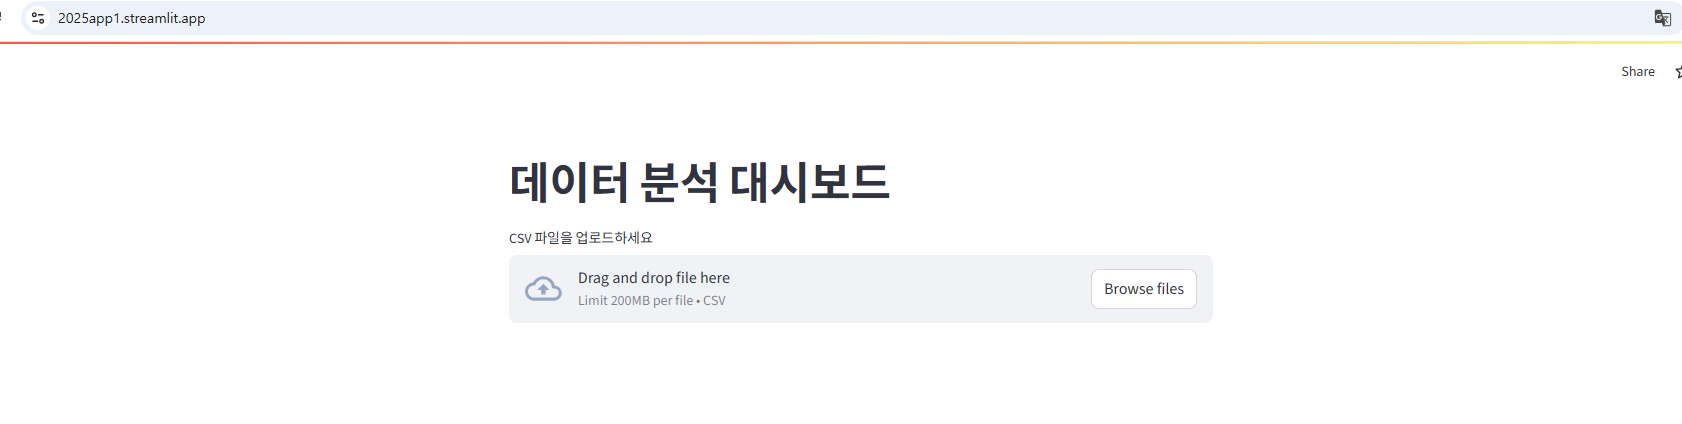 2025app1.streamlit.app
Share
데이터 분석 대시보드
CSV 파일을 업로드하세요
Drag and drop file here
Limit 200MB per file • CSV
Browse files